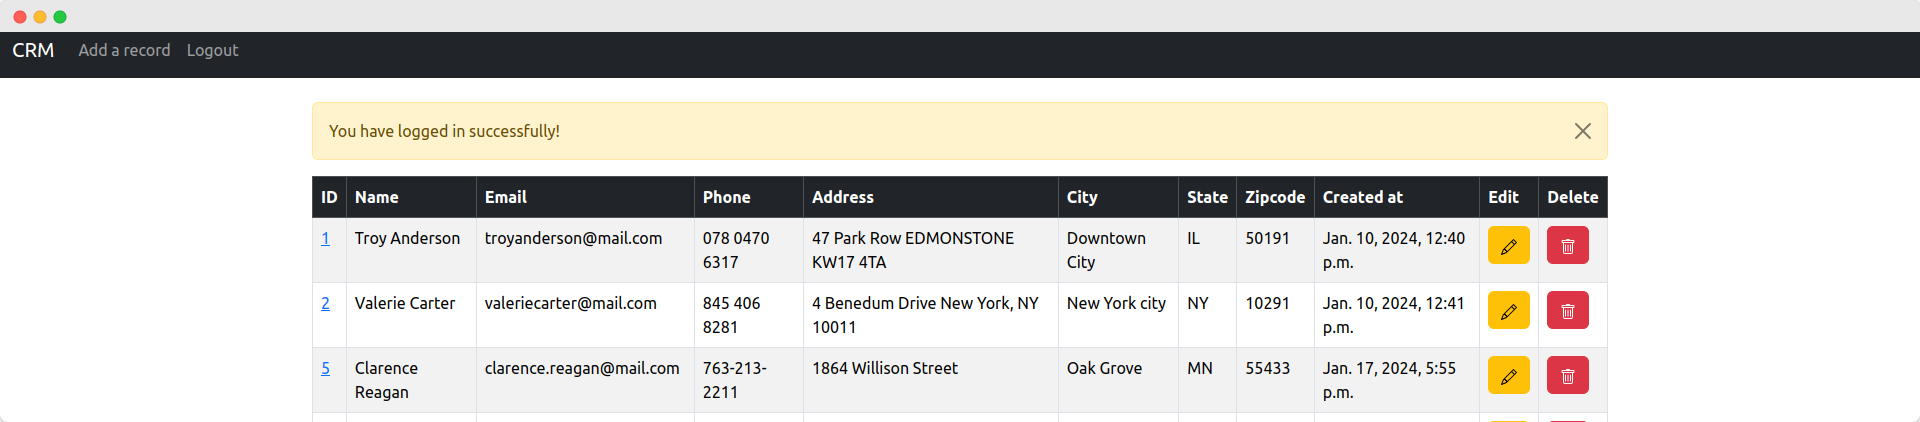 CRM Add a record Logout
You have logged in successfully!
ID Name Email Phone Address City State Zipcode Created at Edit Delete
1 Troy Anderson troyanderson@mail.com 078 0470 47 Park Row EDMONSTONE Downtown IL 50191 Jan. 10, 2024, 12:40
6317 KW17 4TA City p.m.
2 Valerie Carter valeriecarter@mail.com 845 406 4 Benedum Drive New York, NY New York city NY 10291 Jan. 10, 2024, 12:41
8281 10011 p.m.
5 Clarence clarence.reagan@mail.com 763-213- 1864 Willison Street Oak Grove MN 55433 Jan. 17, 2024, 5:55
Reagan 2211 p.m.